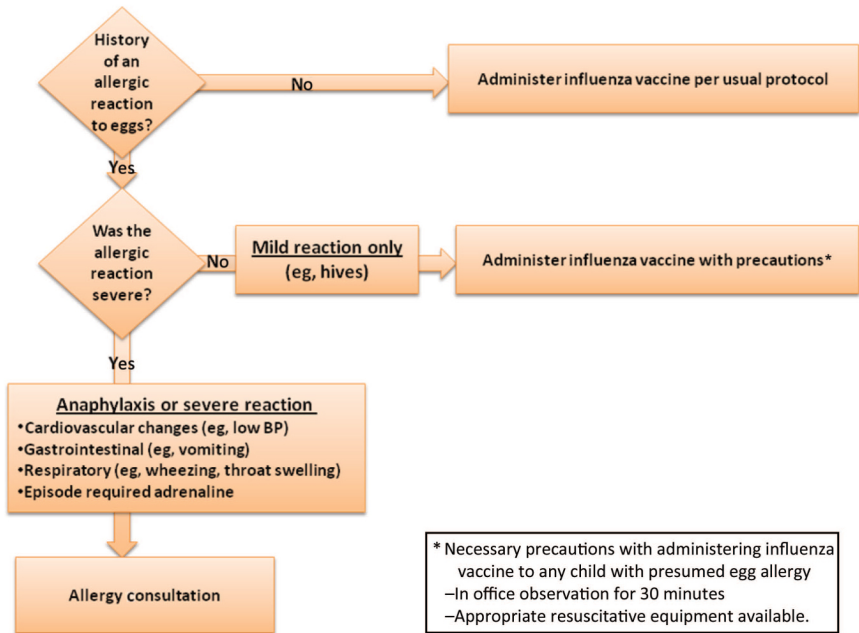 History
of an
allergic
reaction
to eggs?
No
Administer influenza vaccine per usual protocol
Yes
Was the
allergic
reaction
severe?
No
Mild reaction only
(eg, hives)
Administer influenza vaccine with precautions*
Yes
Anaphylaxis or severe reaction
•Cardiovascular changes (eg, low BP)
•Gastrointestinal (eg, vomiting)
•Respiratory (eg, wheezing, throat swelling)
•Episode required adrenaline
Allergy consultation
* Necessary precautions with administering influenza
vaccine to any child with presumed egg allergy
–In office observation for 30 minutes
–Appropriate resuscitative equipment available.